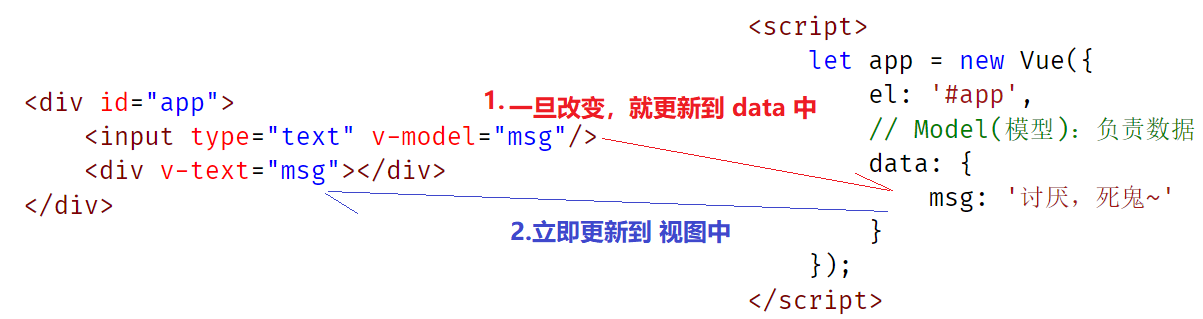 <div id="app">
<input type="text" v-model="msg"/>
<div v-text="msg"></div>
</div>
1. 一旦改变，就更新到 data 中
2.立即更新到 视图中
<script>
let app = new Vue({
el: '#app',
// Model(模型): 负责数据
data: {
msg: '讨厌，死鬼~'
}
});
</script>